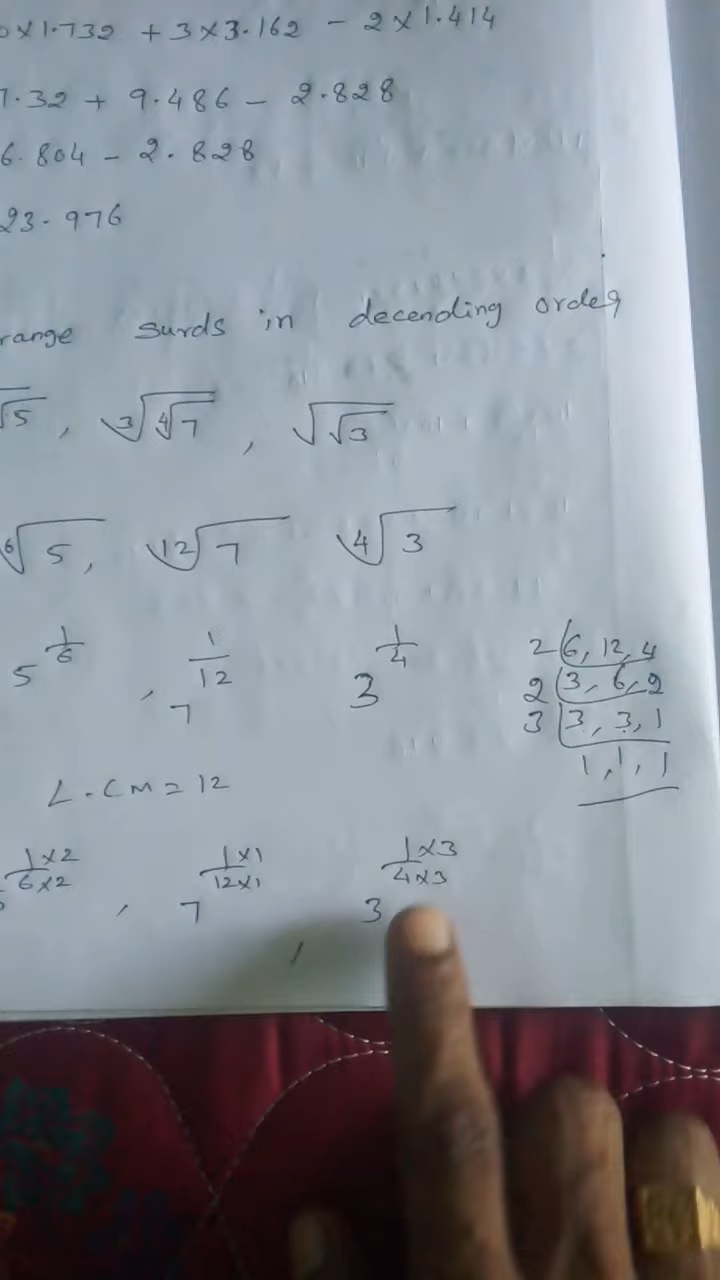 0×1.732 + 3×3.162 - 2×1.414
7.32 + 9.486 - 2.828
6.804 - 2.828
23.976
range surds in decending order
√5, ∛(∜7), √(√3)
⁶√5, ¹²√7 ⁴√3
5^(1/6), 7^(1/12) 3^(1/4)
2 | 6, 12, 4
2 | 3, 6, 2
3 | 3, 3, 1
1, 1, 1
L.CM = 12
5^((1×2)/(6×2)), 7^((1×1)/(12×1)), 3^((1×3)/(4×3))